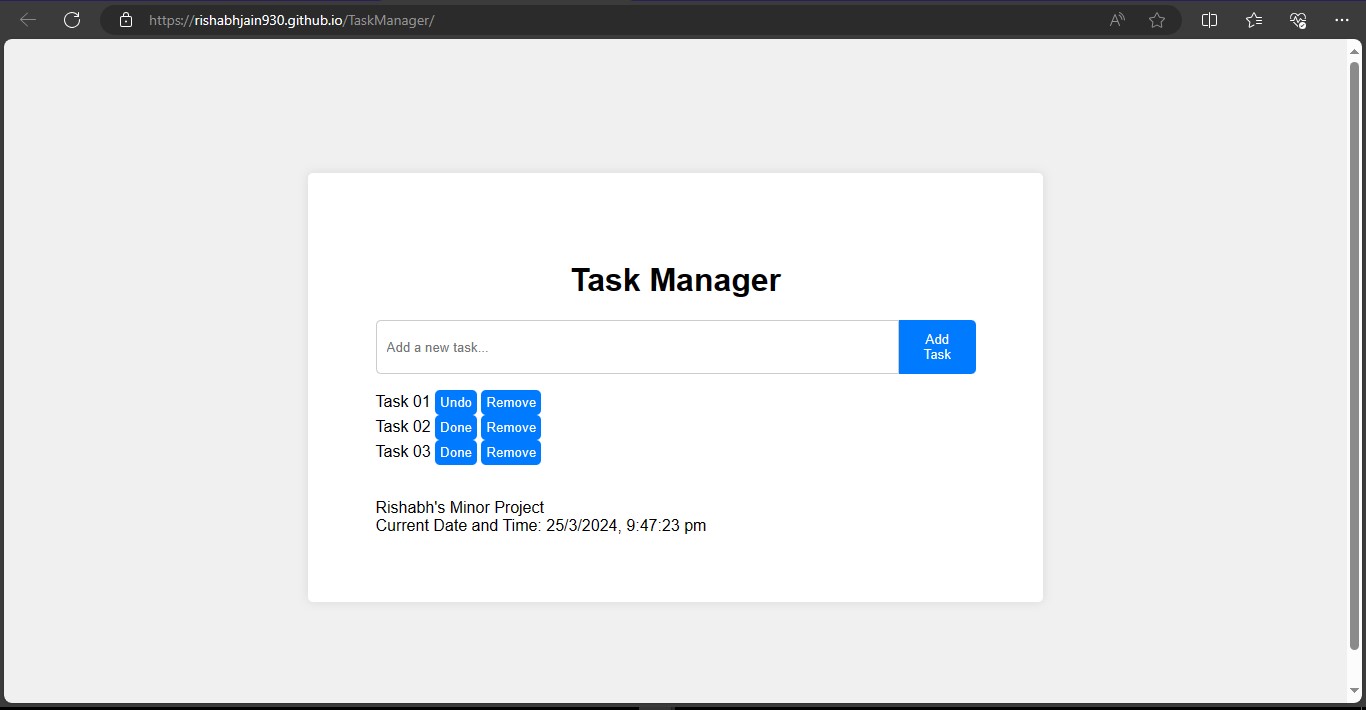 https://rishabhjain930.github.io/TaskManager/
Task Manager
Add a new task...
Add
Task
Task 01 Undo Remove
Task 02 Done Remove
Task 03 Done Remove
Rishabh's Minor Project
Current Date and Time: 25/3/2024, 9:47:23 pm